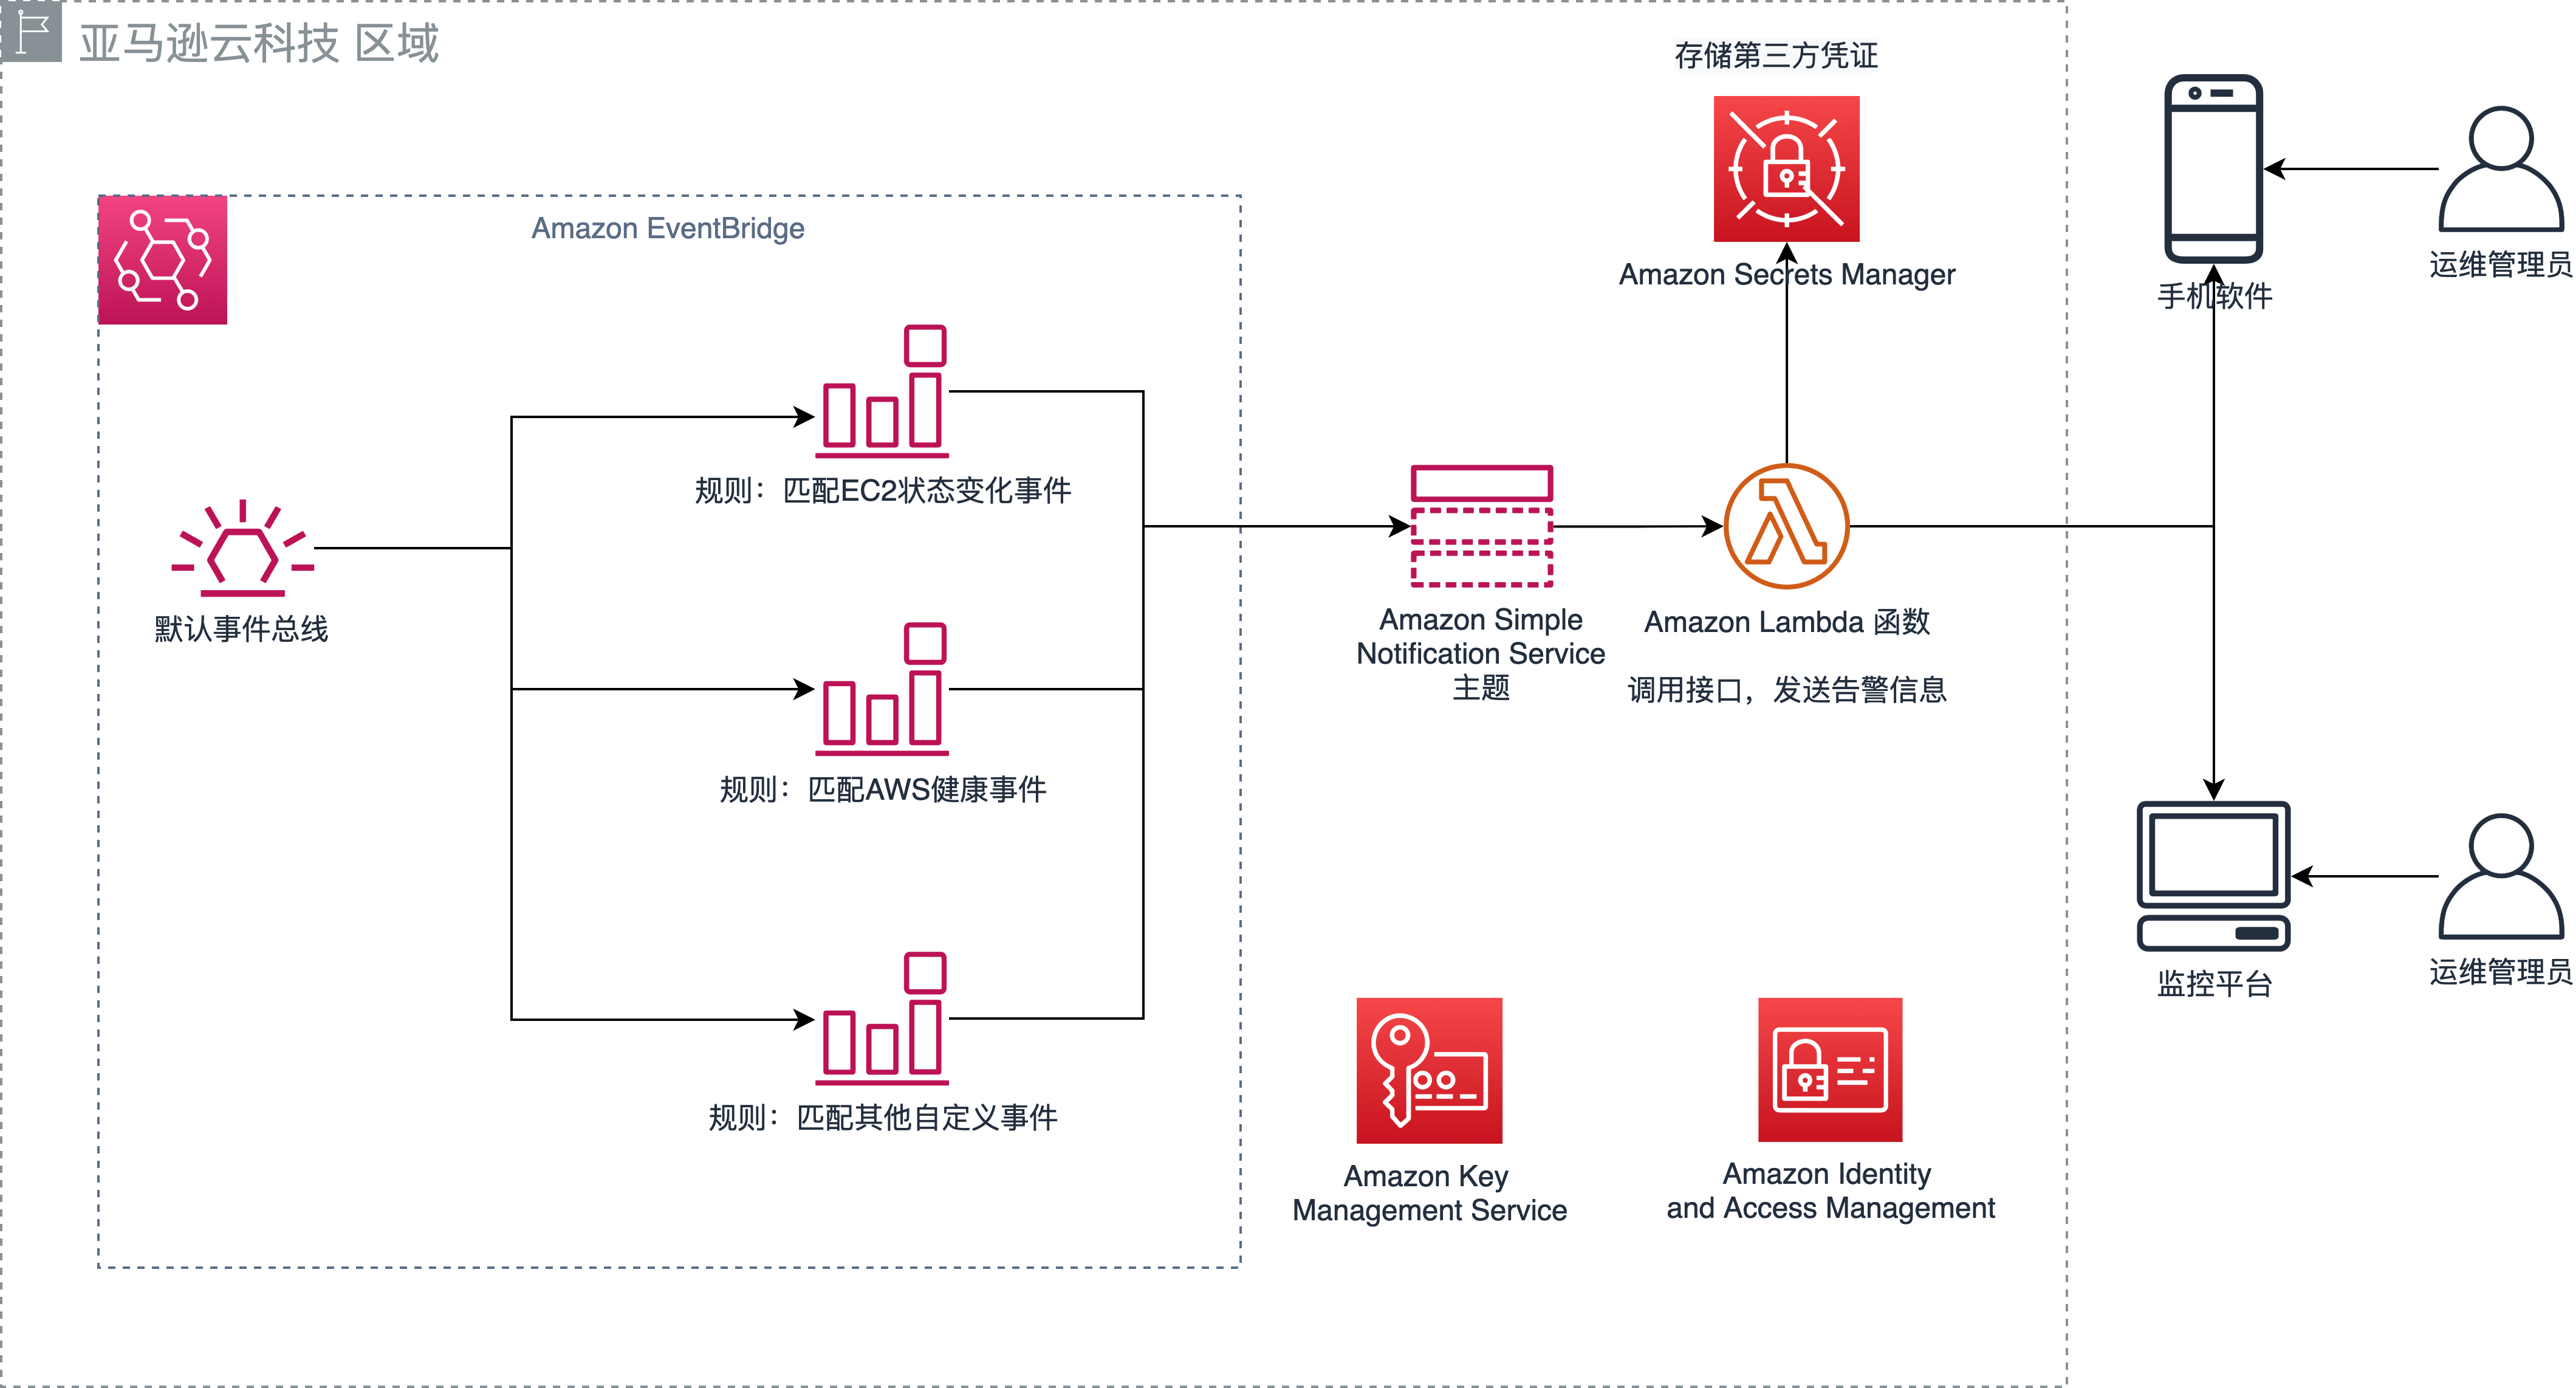 亚马逊云科技 区域
存储第三方凭证
Amazon Secrets Manager
Amazon EventBridge
默认事件总线
规则：匹配EC2状态变化事件
规则：匹配AWS健康事件
规则：匹配其他自定义事件
Amazon Simple
Notification Service
主题
Amazon Lambda 函数
调用接口，发送告警信息
Amazon Key
Management Service
Amazon Identity
and Access Management
手机软件
运维管理员
监控平台
运维管理员